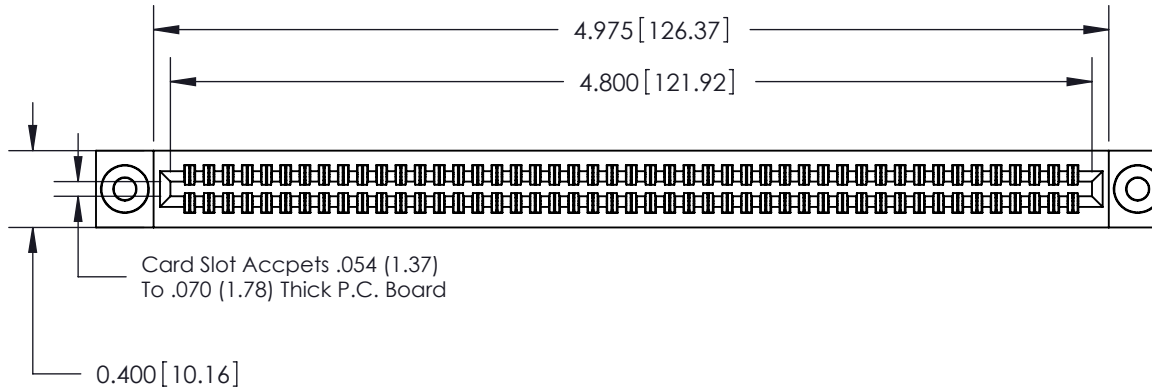 4.975[126.37]
4.800[121.92]
Card Slot Accpets .054 (1.37)
To .070 (1.78) Thick P.C. Board
0.400[10.16]